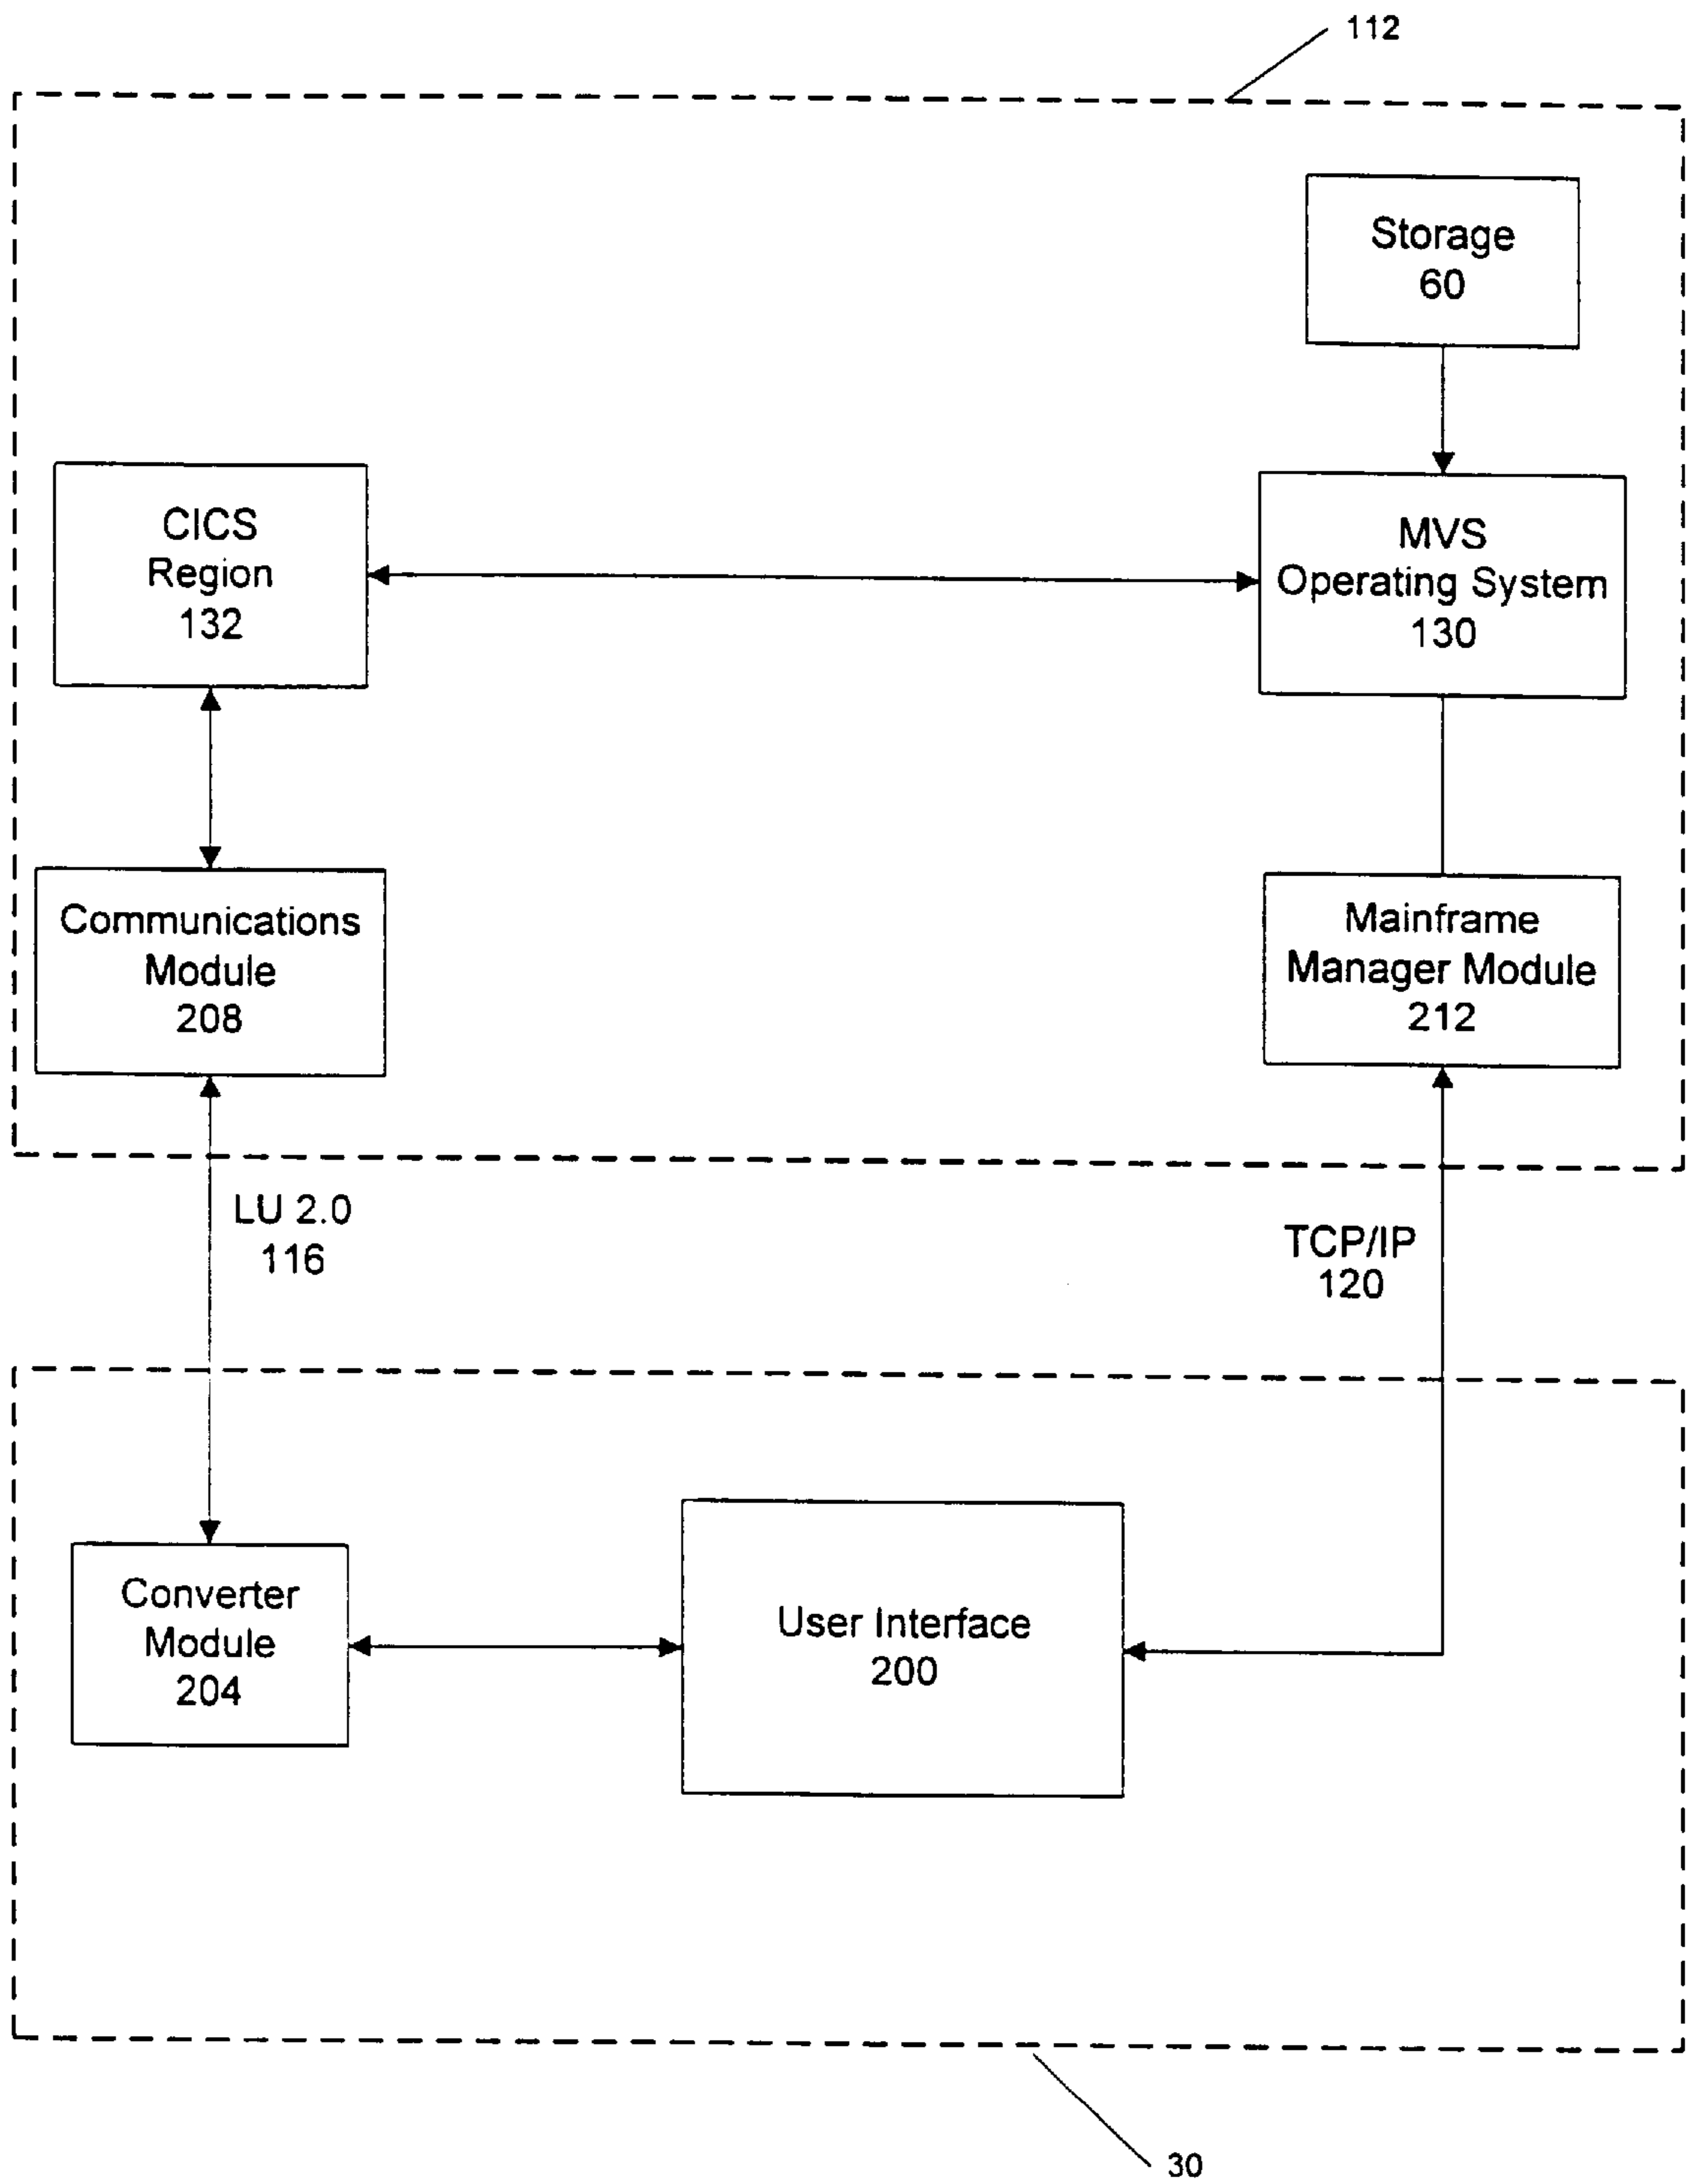 112
Storage
60
CICS
Region
132
MVS
Operating System
130
Communications
Module
208
Mainframe
Manager Module
212
LU 2.0
116
TCP/IP
120
Converter
Module
204
User Interface
200
30